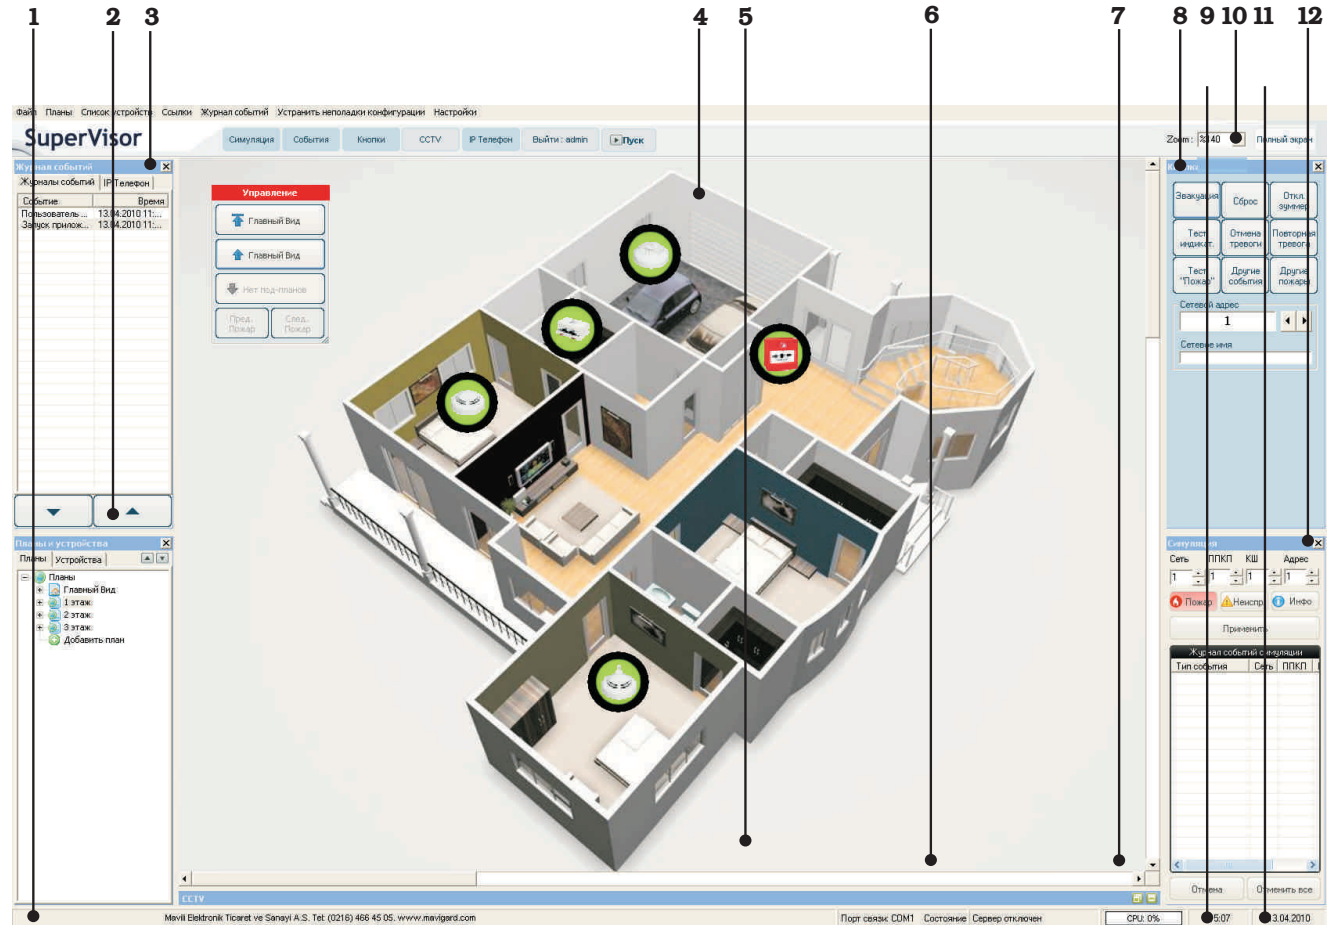 1 2 3 4 5 6 7 8 9 10 11 12
Файл Планы Список устройств Ссылки Журнал событий Устранить неполадки конфигурации Настройки
SuperVisor
Симуляция События Кнопки CCTV IP Телефон Выйти : admin Пуск
Zoom : %140 Полный экран
Журнал событий
Журналы событий IP Телефон
Событие Время
Пользователь ... 13.04.2010 11:...
Запуск прилож... 13.04.2010 11:...
Планы и устройства
Планы Устройства
Планы
Главный Вид
1 этаж
2 этаж
3 этаж
Добавить план
Управление
Главный Вид
Главный Вид
Нет под-планов
Пред. Пожар
След. Пожар
Эвакуация Сброс Откл. зуммер
Тест индикат. Отмена тревоги Повторная тревога
Тест "Пожар" Другие события Другие пожары
Сетевой адрес
1
Сетевое имя
Симуляция
Сеть ППКП КШ Адрес
1 1 1 1
Пожар Неиспр. Инфо
Применить
Журнал событий симуляции
Тип события Сеть ППКП
Отмена Отменить все
CCTV
Mavili Elektronik Ticaret ve Sanayi A.S. Tel: (0216) 466 45 05. www.mavigard.com
Порт связи: COM1 Состояние Сервер отключен
CPU: 0%
5:07
3.04.2010